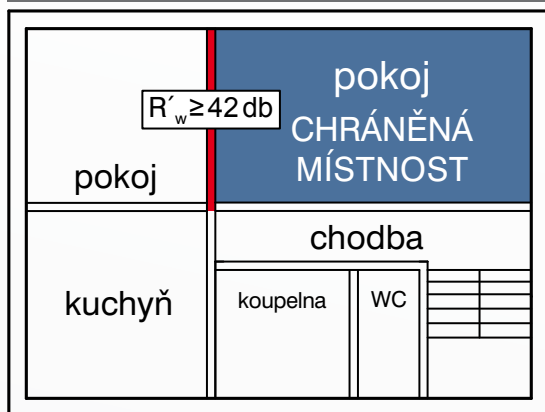 pokoj
CHRÁNĚNÁ
MÍSTNOST
R´w≥42 db
pokoj
chodba
kuchyň
koupelna
WC